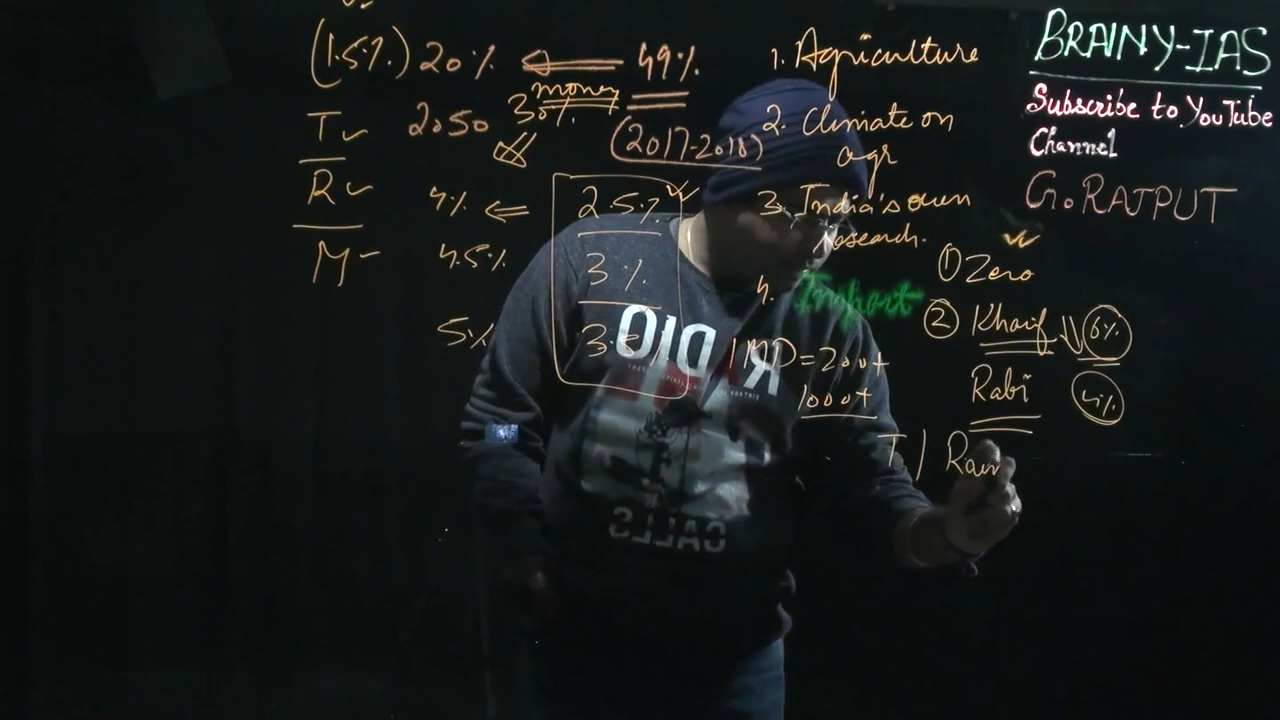 (1.5%) 20% 49%
money
T 2050 30%
(2017-2018)
R 4% 2.5%
M 4.5% 3%
5% 3.
1. Agriculture
2. Climate on
agr
3. India's own
research.
4. Import
IMD = 200+
1000+
BRAINY-IAS
Subscribe to YouTube
Channel
G. RAJPUT
① Zero
② Kharif 6%
Rabi 4%
T | Rain
RADIO
CALLS